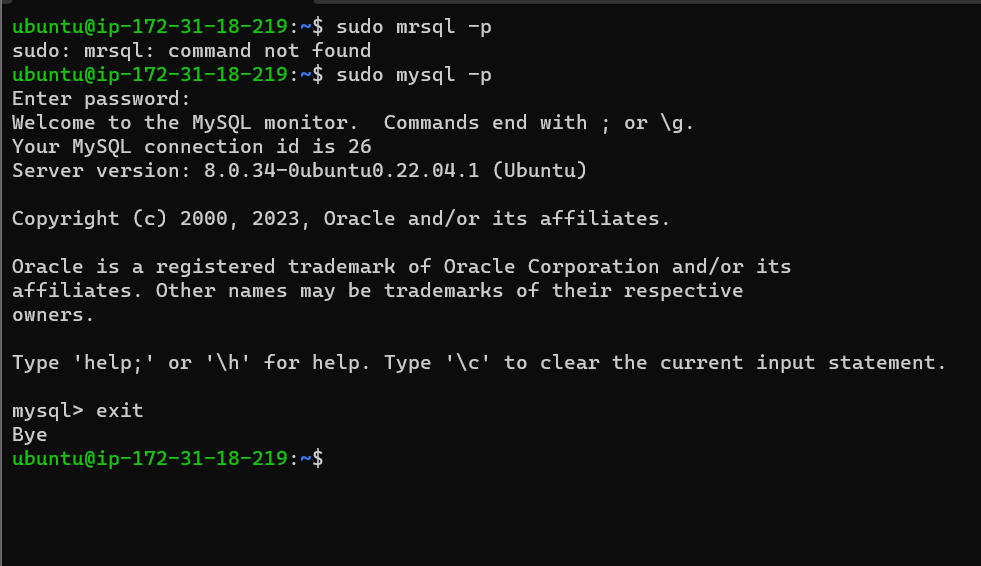 ubuntu@ip-172-31-18-219:~$ sudo mrsql -p
sudo: mrsql: command not found
ubuntu@ip-172-31-18-219:~$ sudo mysql -p
Enter password:
Welcome to the MySQL monitor.  Commands end with ; or \g.
Your MySQL connection id is 26
Server version: 8.0.34-0ubuntu0.22.04.1 (Ubuntu)

Copyright (c) 2000, 2023, Oracle and/or its affiliates.

Oracle is a registered trademark of Oracle Corporation and/or its
affiliates. Other names may be trademarks of their respective
owners.

Type 'help;' or '\h' for help. Type '\c' to clear the current input statement.

mysql> exit
Bye
ubuntu@ip-172-31-18-219:~$